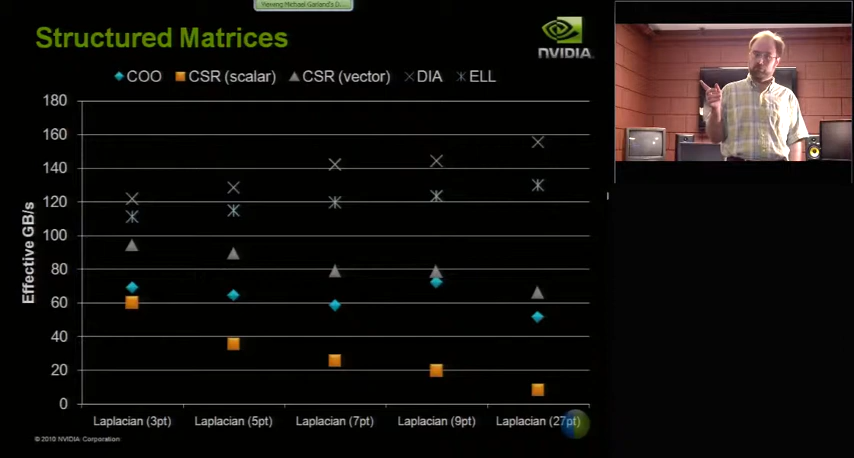 Viewing Michael Garland's D...
Structured Matrices
NVIDIA.
COO CSR (scalar) CSR (vector) DIA ELL
180
160
140
120
100
80
60
40
20
0
Effective GB/s
Laplacian (3pt) Laplacian (5pt) Laplacian (7pt) Laplacian (9pt) Laplacian (27pt)
© 2010 NVIDIA Corporation